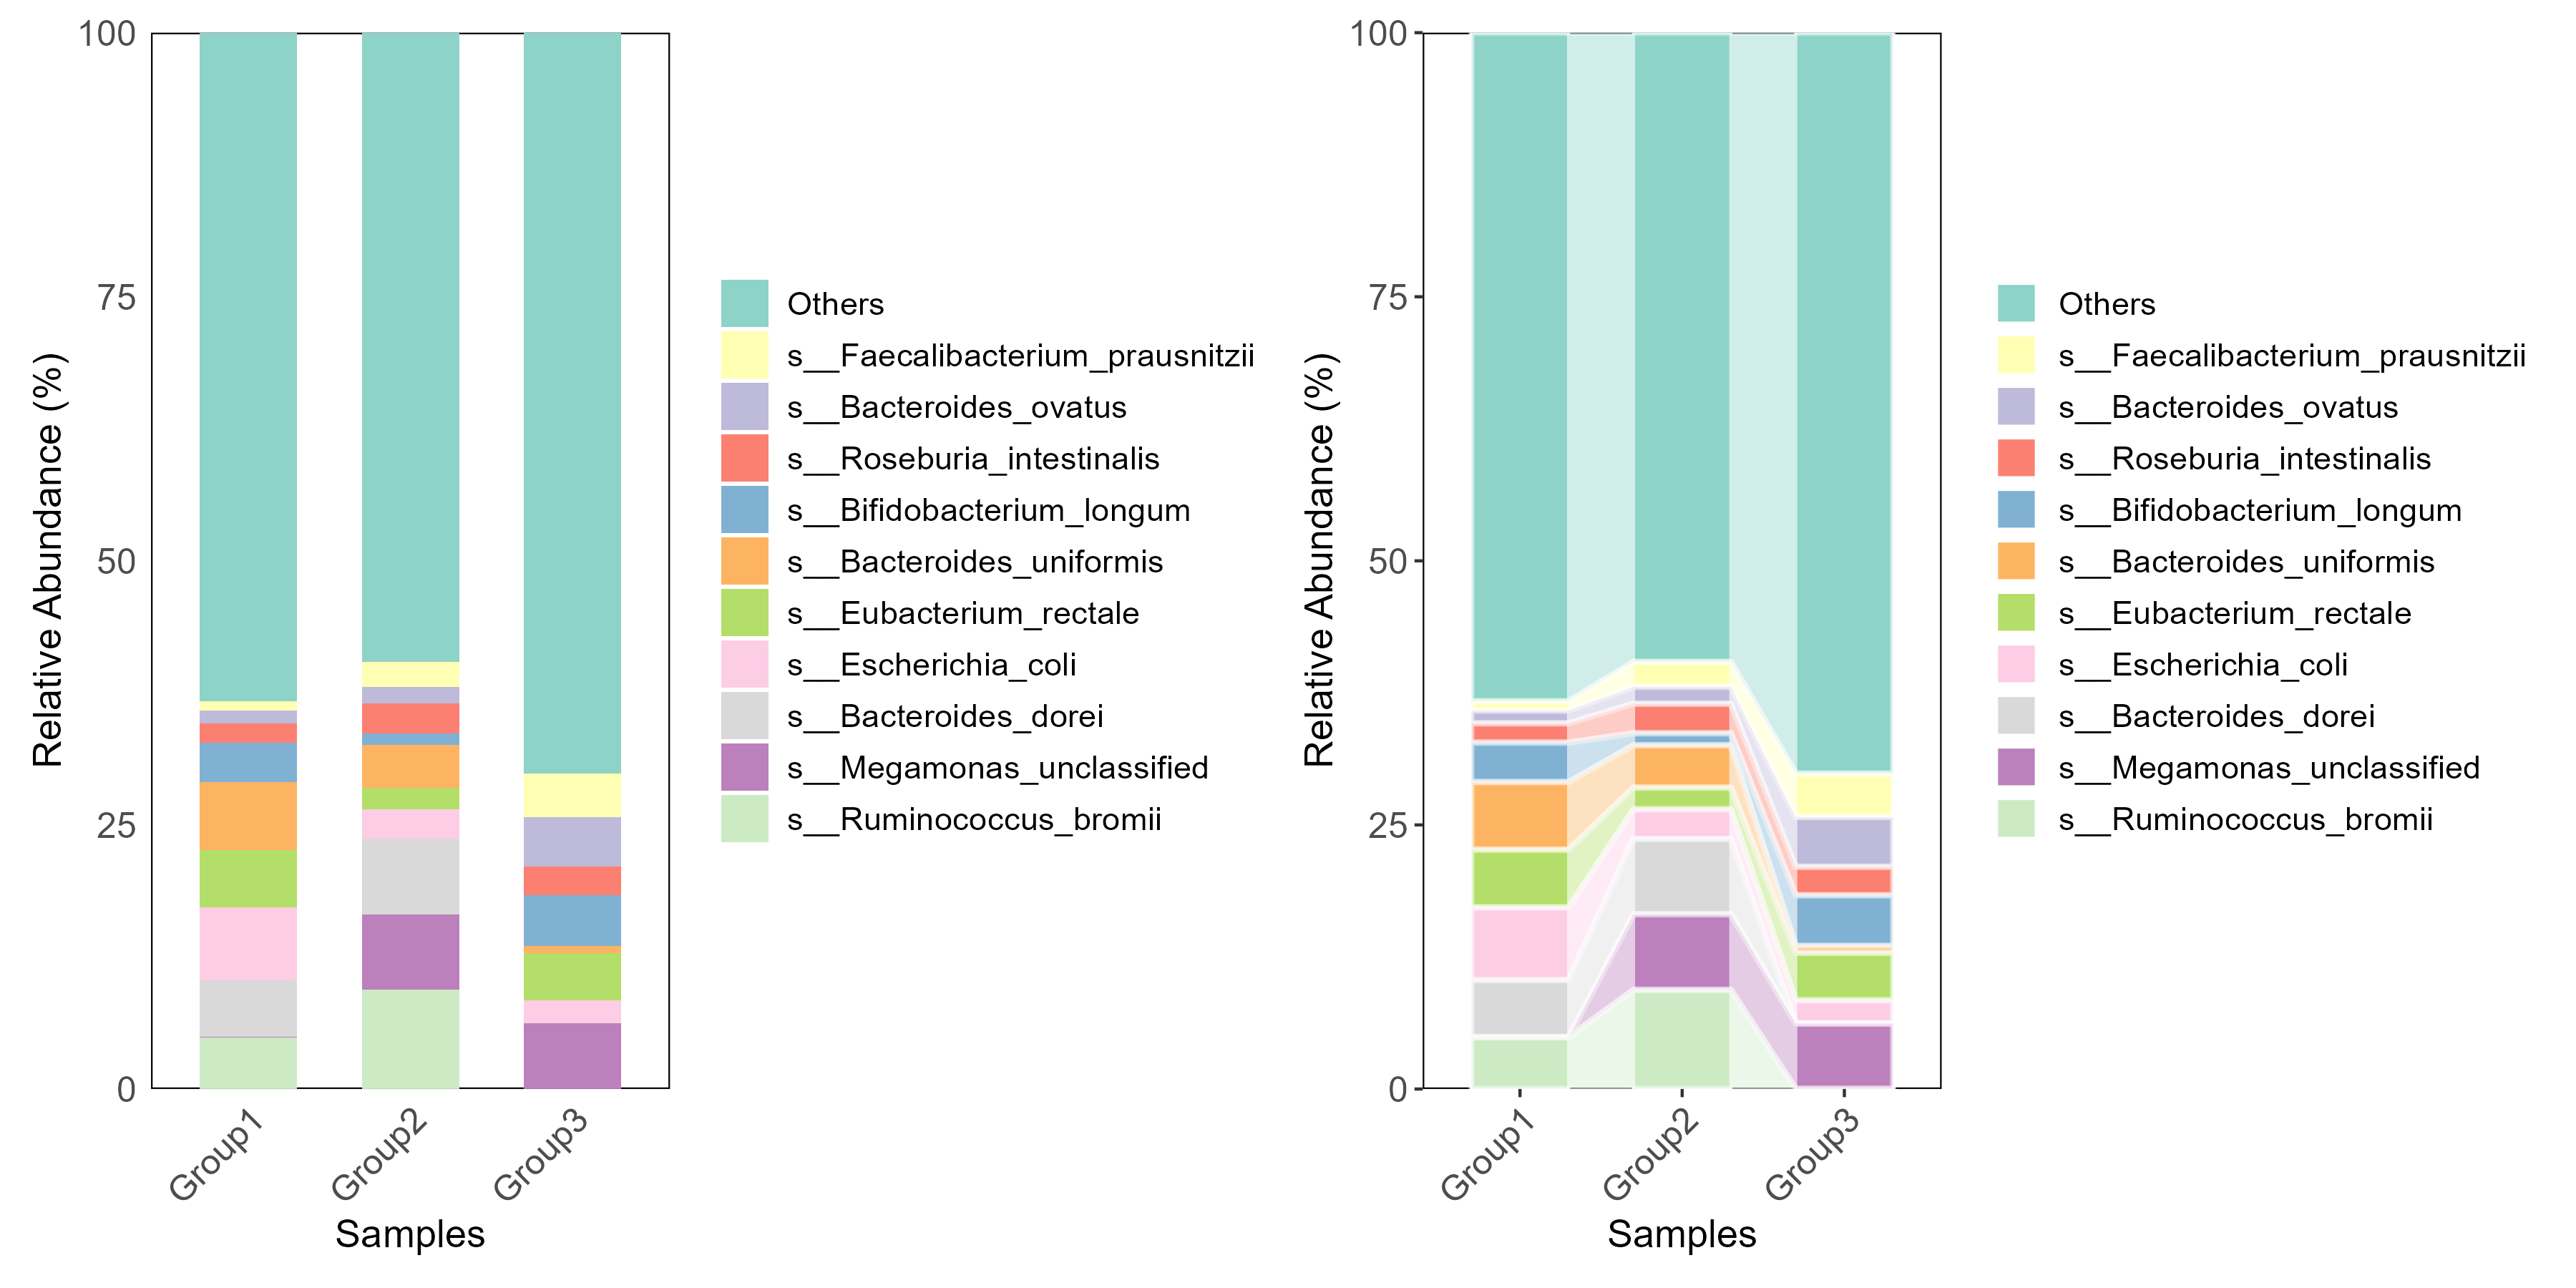 100
75
50
25
0
Relative Abundance (%)
Group1
Group2
Group3
Samples
Others
s__Faecalibacterium_prausnitzii
s__Bacteroides_ovatus
s__Roseburia_intestinalis
s__Bifidobacterium_longum
s__Bacteroides_uniformis
s__Eubacterium_rectale
s__Escherichia_coli
s__Bacteroides_dorei
s__Megamonas_unclassified
s__Ruminococcus_bromii
100
75
50
25
0
Relative Abundance (%)
Group1
Group2
Group3
Samples
Others
s__Faecalibacterium_prausnitzii
s__Bacteroides_ovatus
s__Roseburia_intestinalis
s__Bifidobacterium_longum
s__Bacteroides_uniformis
s__Eubacterium_rectale
s__Escherichia_coli
s__Bacteroides_dorei
s__Megamonas_unclassified
s__Ruminococcus_bromii